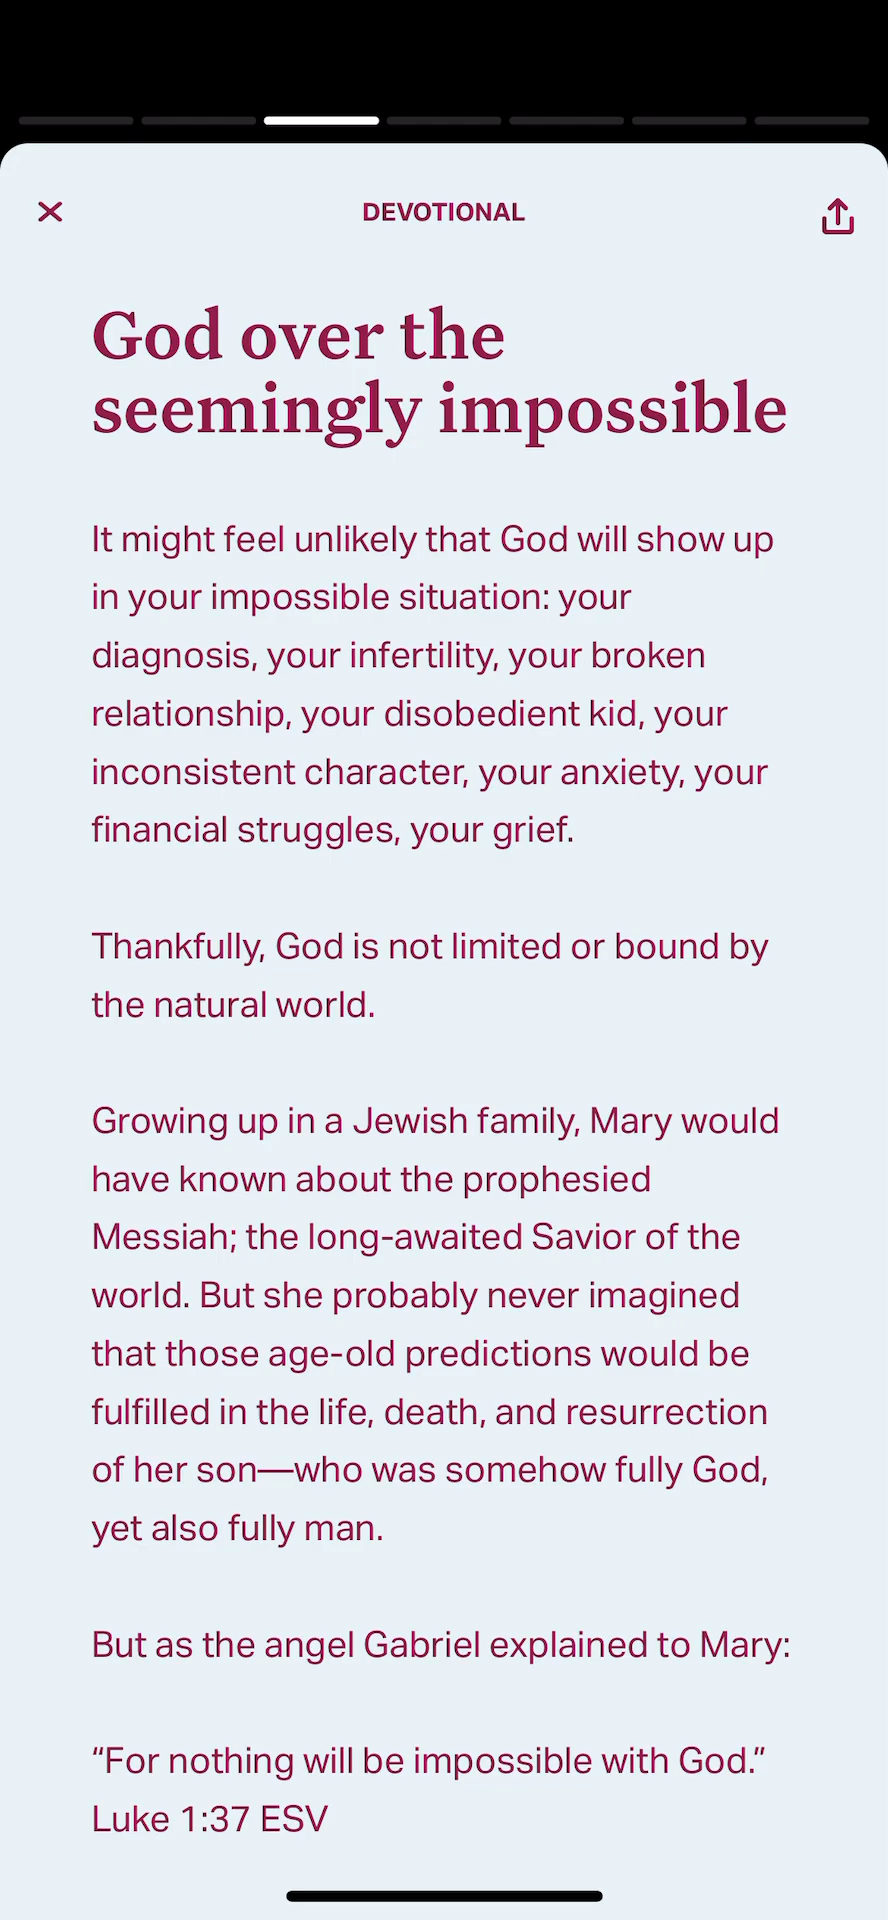 DEVOTIONAL
God over the
seemingly impossible
It might feel unlikely that God will show up
in your impossible situation: your
diagnosis, your infertility, your broken
relationship, your disobedient kid, your
inconsistent character, your anxiety, your
financial struggles, your grief.
Thankfully, God is not limited or bound by
the natural world.
Growing up in a Jewish family, Mary would
have known about the prophesied
Messiah; the long-awaited Savior of the
world. But she probably never imagined
that those age-old predictions would be
fulfilled in the life, death, and resurrection
of her son—who was somehow fully God,
yet also fully man.
But as the angel Gabriel explained to Mary:
“For nothing will be impossible with God.”
Luke 1:37 ESV